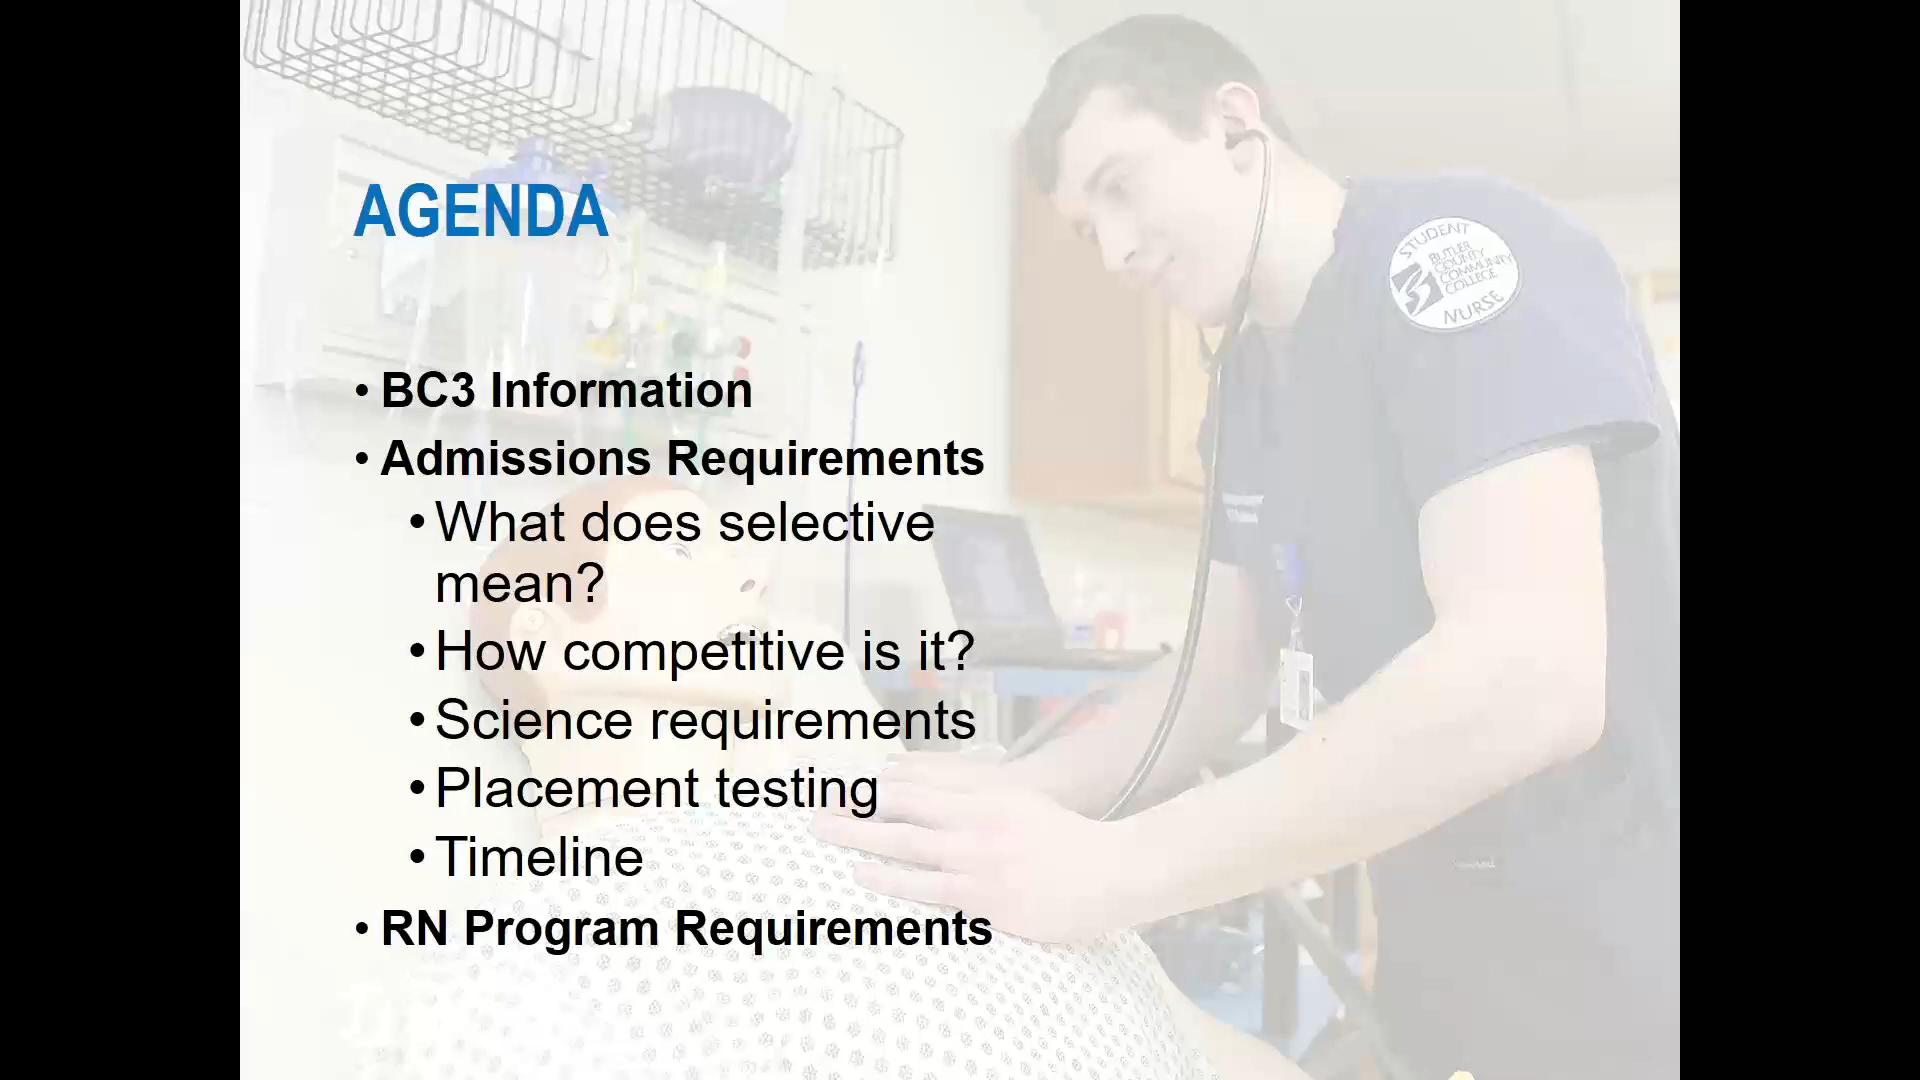 AGENDA
• BC3 Information
• Admissions Requirements
• What does selective
mean?
• How competitive is it?
• Science requirements
• Placement testing
• Timeline
• RN Program Requirements
STUDENT
BUTLER
COUNTY
COMMUNITY
COLLEGE
NURSE